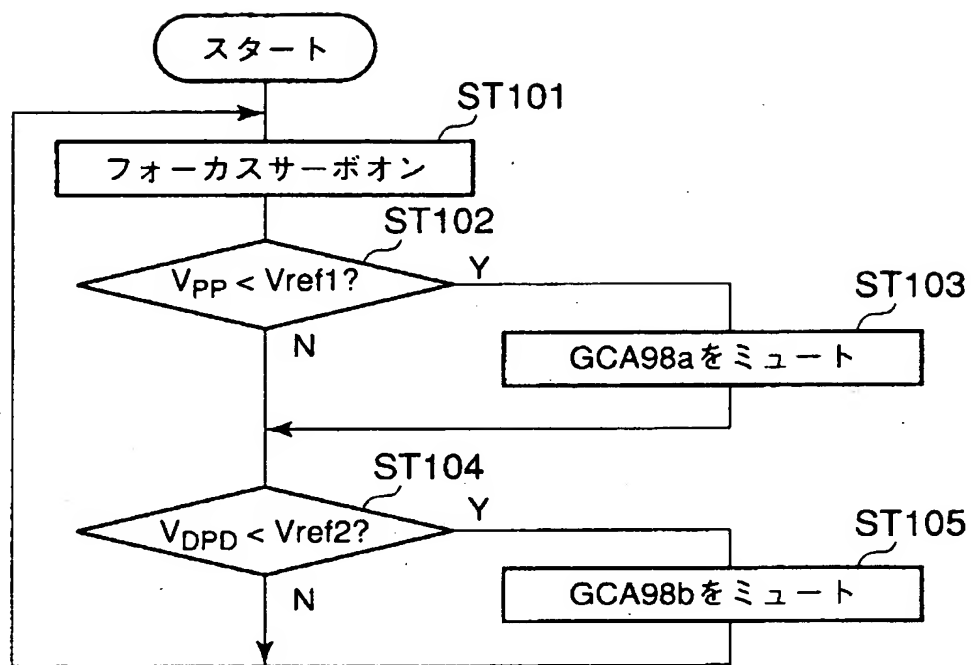 スタート
ST101
フォーカスサーボオン
ST102
VPP < Vref1?
Y
N
ST103
GCA98aをミュート
ST104
VDPD < Vref2?
Y
N
ST105
GCA98bをミュート